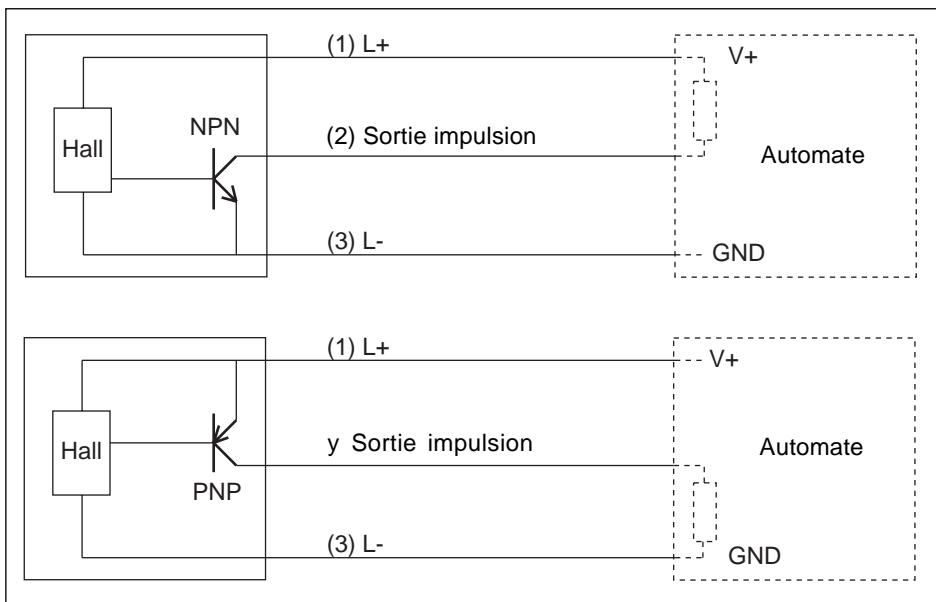 (1) L+
V+
NPN
Hall
(2) Sortie impulsion
Automate
(3) L-
GND
(1) L+
V+
Hall
y Sortie impulsion
Automate
PNP
(3) L-
GND